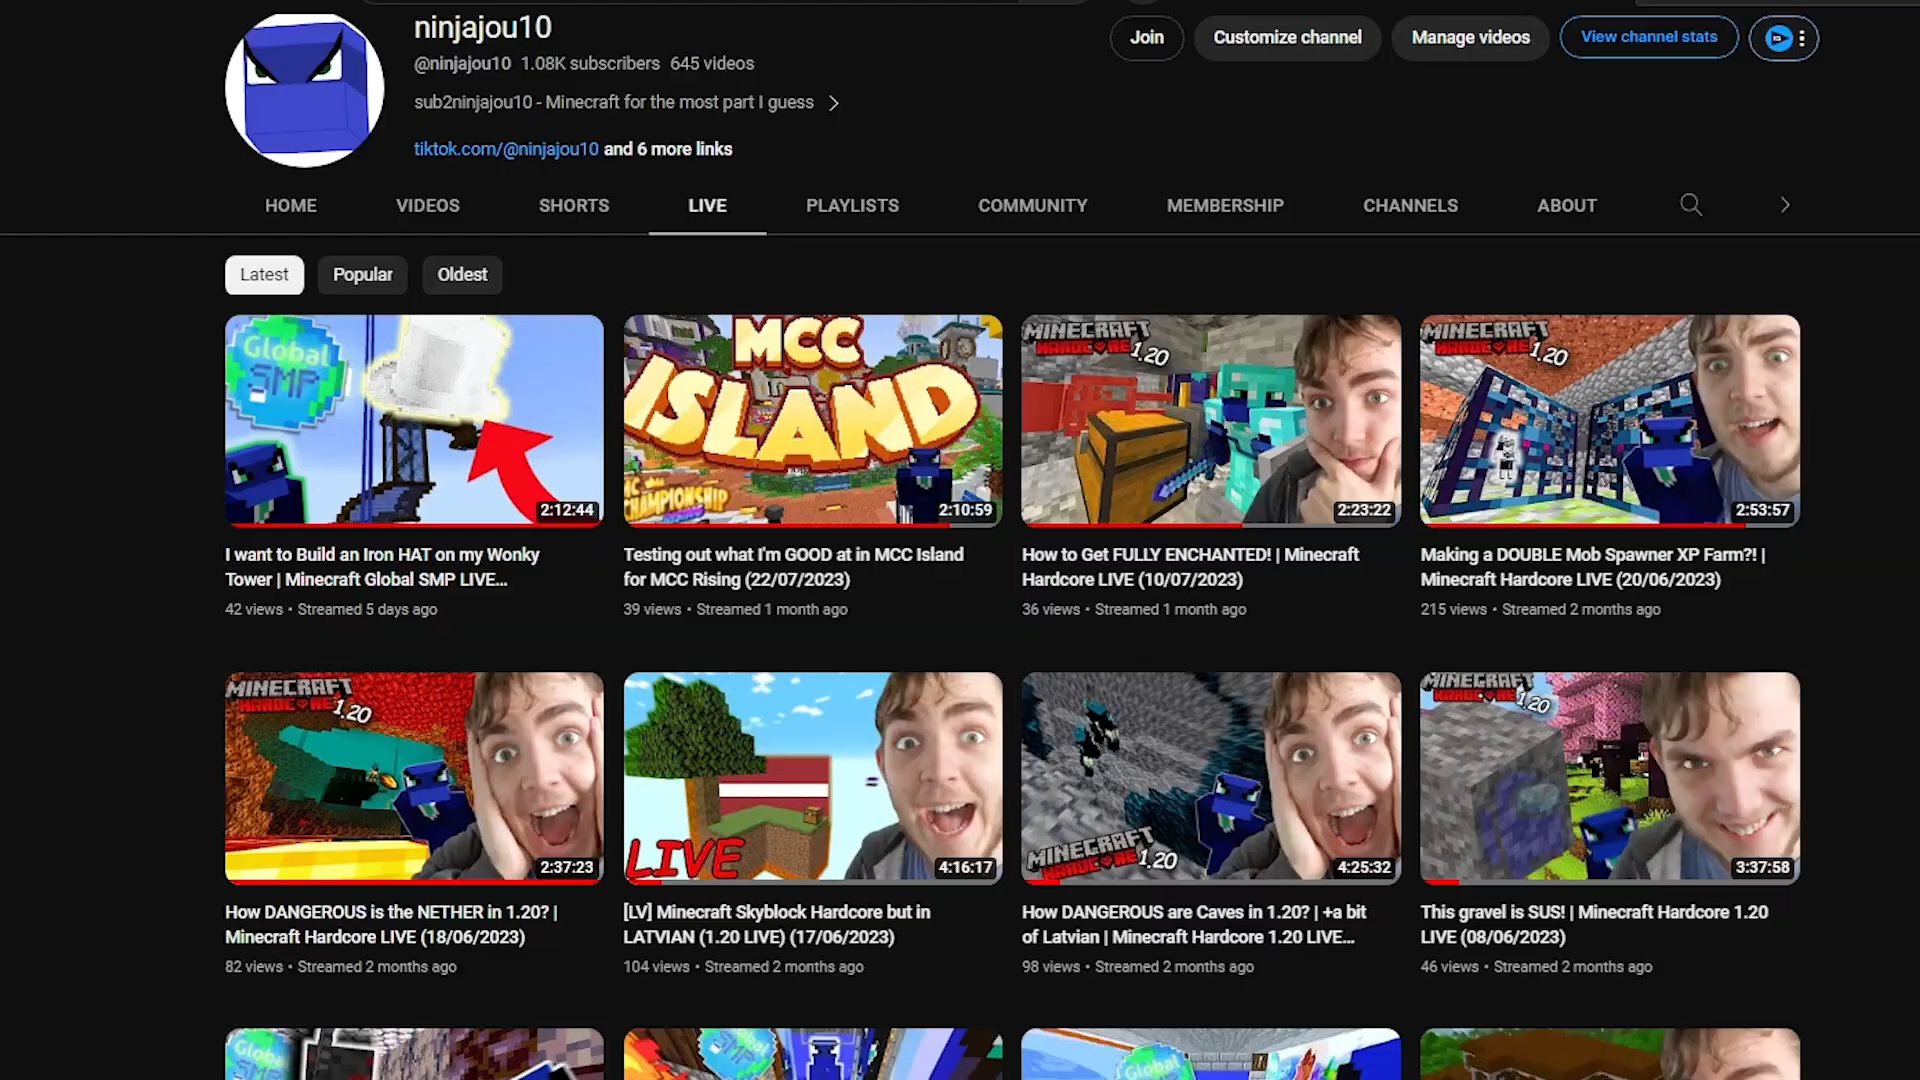 ninjajou10
@ninjajou10 1.08K subscribers 645 videos
sub2ninjajou10 - Minecraft for the most part I guess
tiktok.com/@ninjajou10 and 6 more links
Join
Customize channel
Manage videos
View channel stats
HOME
VIDEOS
SHORTS
LIVE
PLAYLISTS
COMMUNITY
MEMBERSHIP
CHANNELS
ABOUT
Latest
Popular
Oldest
Global
SMP
2:12:44
MCC
ISLAND
CHAMPIONSHIP
2:10:59
MINECRAFT
HARDCORE 1.20
2:23:22
MINECRAFT
HARDCORE 1.20
2:53:57
I want to Build an Iron HAT on my Wonky
Tower | Minecraft Global SMP LIVE...
42 views • Streamed 5 days ago
Testing out what I'm GOOD at in MCC Island
for MCC Rising (22/07/2023)
39 views • Streamed 1 month ago
How to Get FULLY ENCHANTED! | Minecraft
Hardcore LIVE (10/07/2023)
36 views • Streamed 1 month ago
Making a DOUBLE Mob Spawner XP Farm?! |
Minecraft Hardcore LIVE (20/06/2023)
215 views • Streamed 2 months ago
MINECRAFT
HARDCORE 1.20
2:37:23
LIVE
4:16:17
MINECRAFT
HARDCORE 1.20
4:25:32
MINECRAFT
HARDCORE 1.20
3:37:58
How DANGEROUS is the NETHER in 1.20? |
Minecraft Hardcore LIVE (18/06/2023)
82 views • Streamed 2 months ago
[LV] Minecraft Skyblock Hardcore but in
LATVIAN (1.20 LIVE) (17/06/2023)
104 views • Streamed 2 months ago
How DANGEROUS are Caves in 1.20? | +a bit
of Latvian | Minecraft Hardcore 1.20 LIVE...
98 views • Streamed 2 months ago
This gravel is SUS! | Minecraft Hardcore 1.20
LIVE (08/06/2023)
46 views • Streamed 2 months ago
Global
SMP
SMP
Global